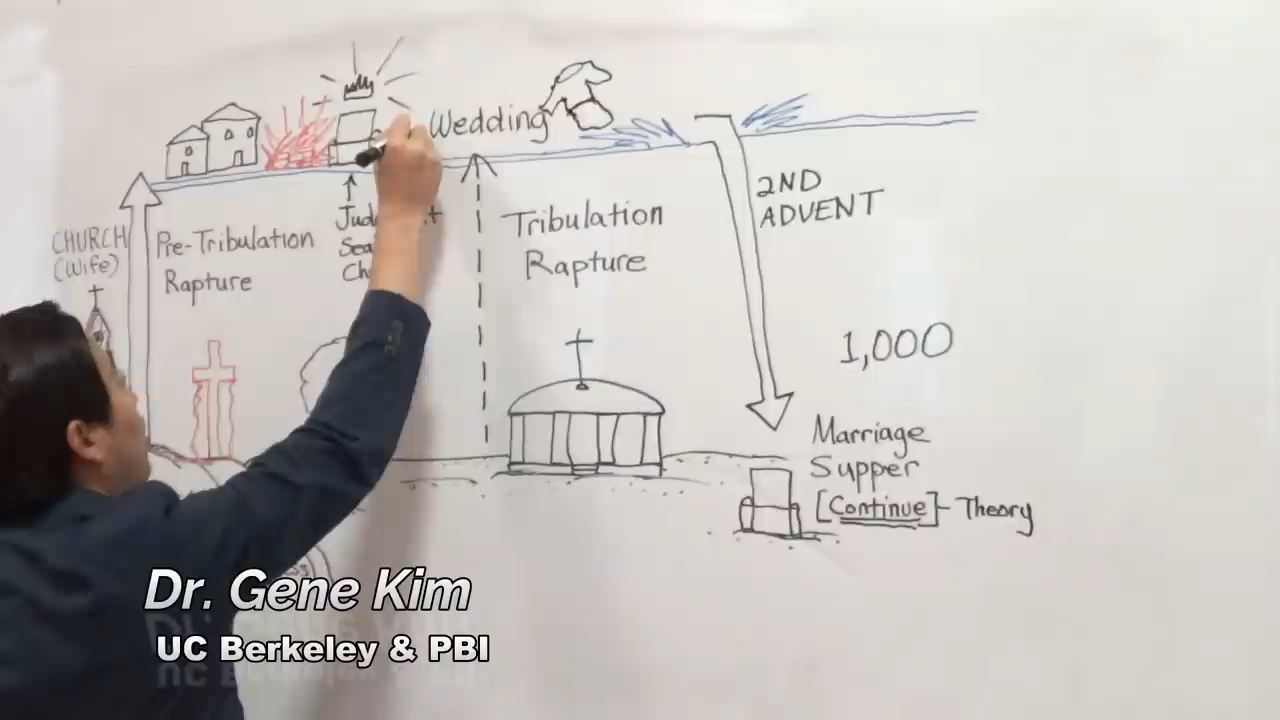 Wedding
2ND
ADVENT
CHURCH
(Wife)
Pre-Tribulation
Rapture
Tribulation
Rapture
1,000
Marriage
Supper
[Continue]- Theory
Dr. Gene Kim
UC Berkeley & PBI